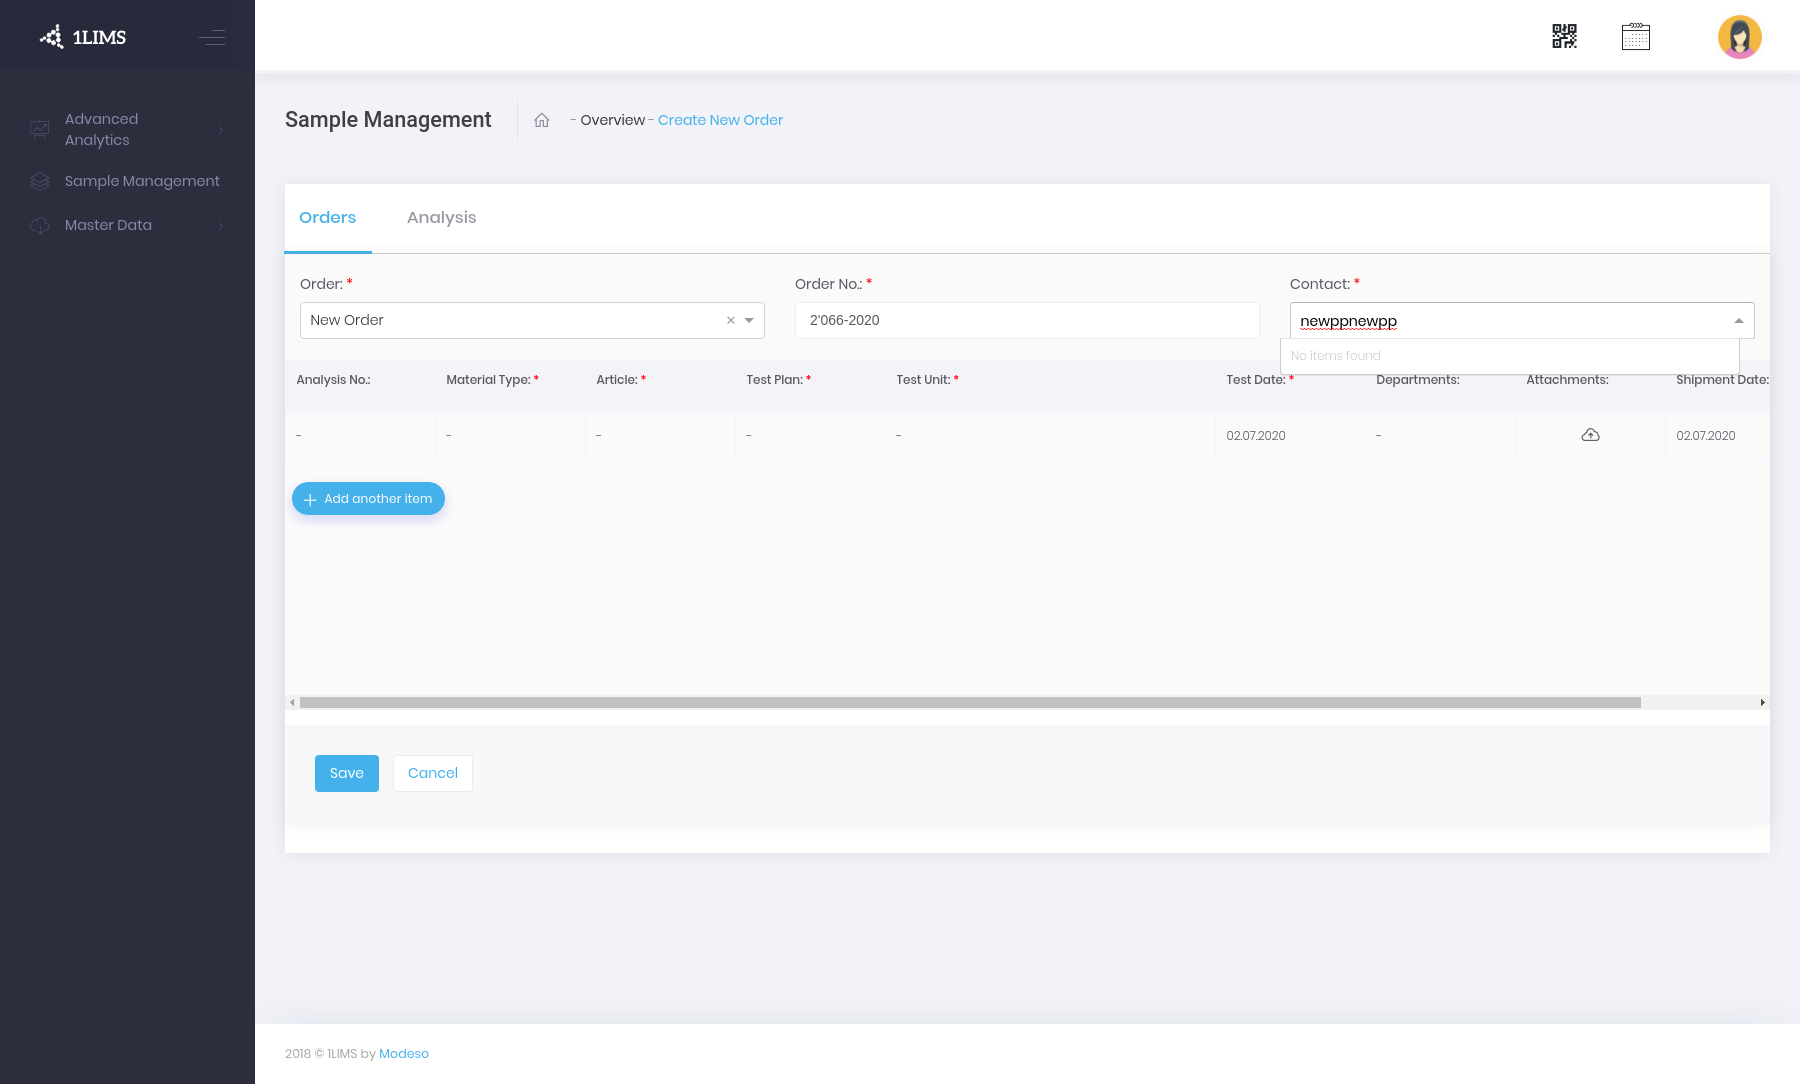 1LIMS
Advanced
Analytics
Sample Management
Master Data
Sample Management
- Overview - Create New Order
Orders
Analysis
Order: *
Order No.: *
Contact: *
New Order
×
2'066-2020
newppnewpp
No items found
Analysis No.:
Material Type: *
Article: *
Test Plan: *
Test Unit: *
Test Date: *
Departments:
Attachments:
Shipment Date:
-
-
-
-
-
02.07.2020
-
02.07.2020
Add another item
Save
Cancel
2018 © 1LIMS by Modeso